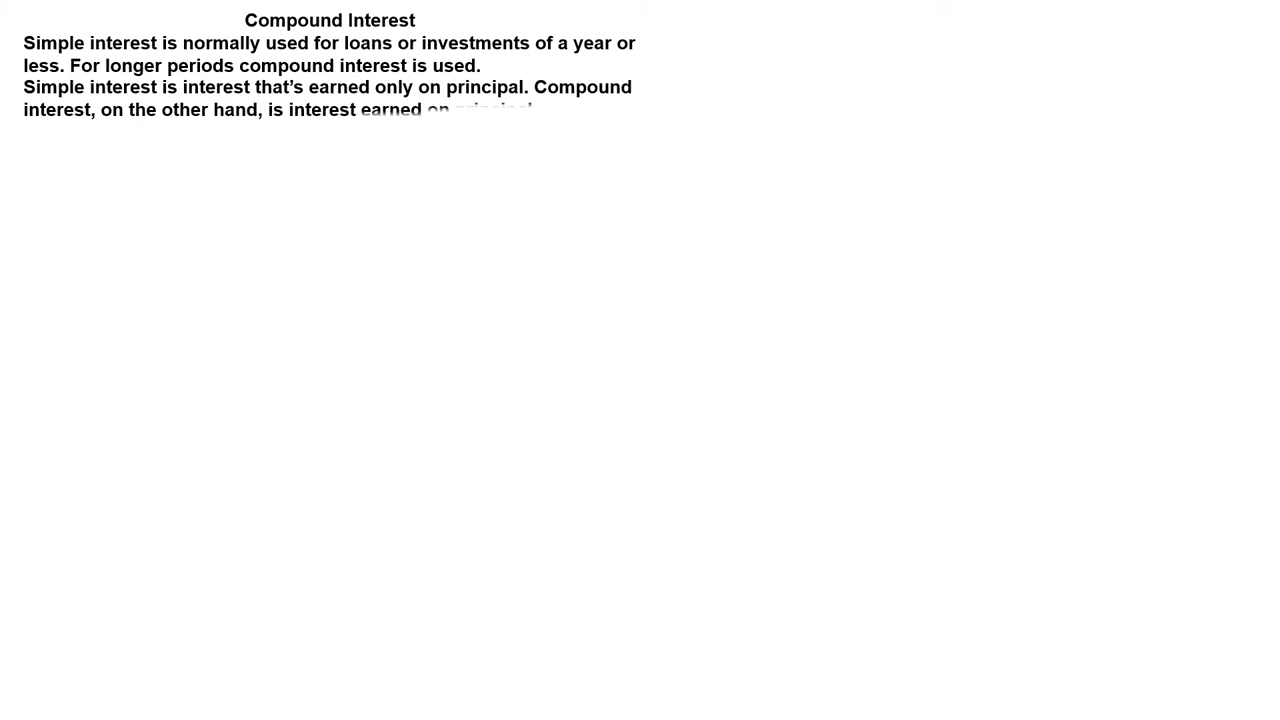 Compound Interest
Simple interest is normally used for loans or investments of a year or
less. For longer periods compound interest is used.
Simple interest is interest that’s earned only on principal. Compound
interest, on the other hand, is interest earned on